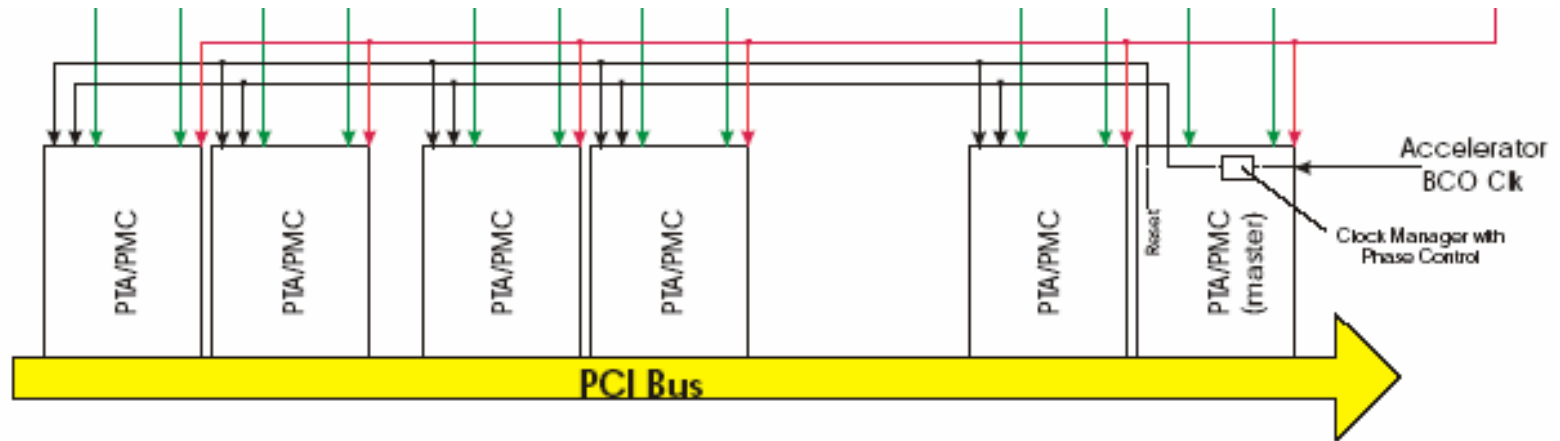 Accelerator
BCO Clk
Clock Manager with
Phase Control
PTA/PMC
PTA/PMC
PTA/PMC
PTA/PMC
PTA/PMC
Reset
PTA/PMC
(master)
PCI Bus